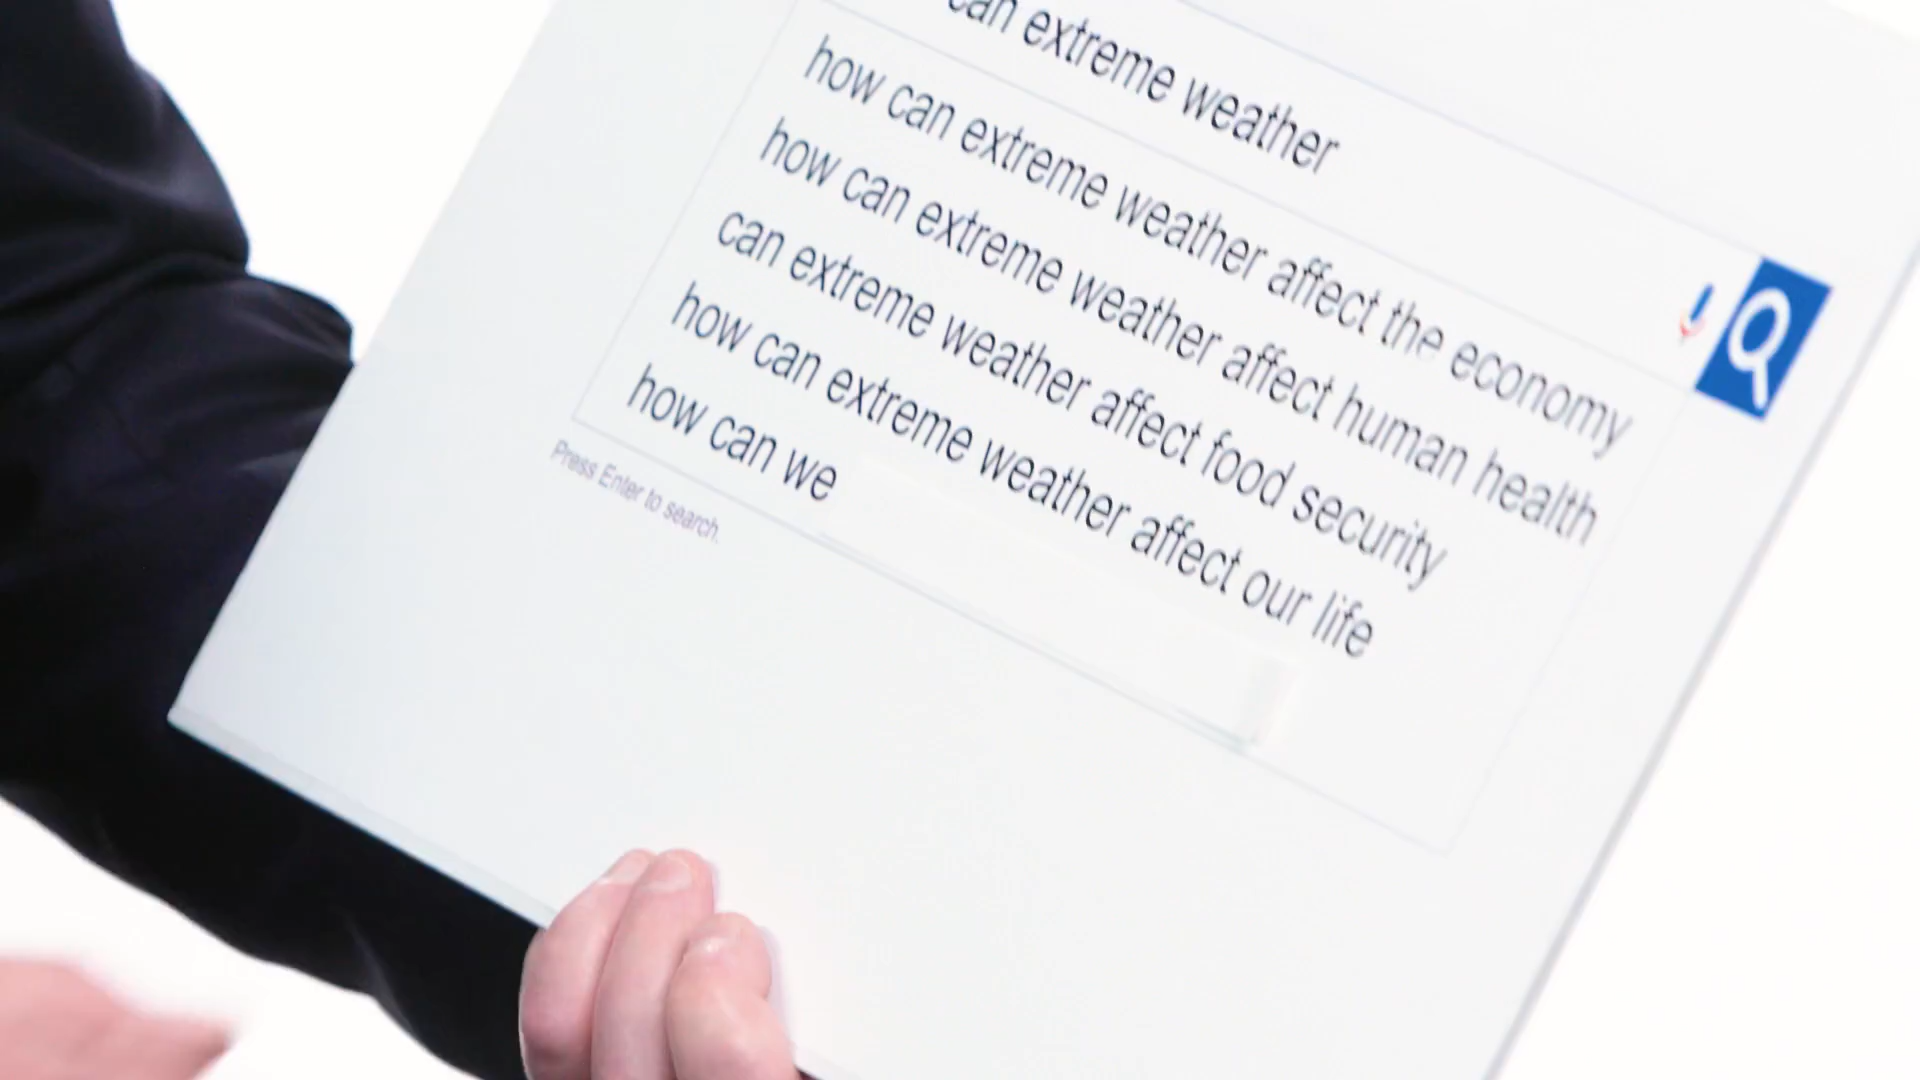 can extreme weather
how can extreme weather affect the economy
how can extreme weather affect human health
can extreme weather affect food security
how can extreme weather affect our life
how can we
Press Enter to search.